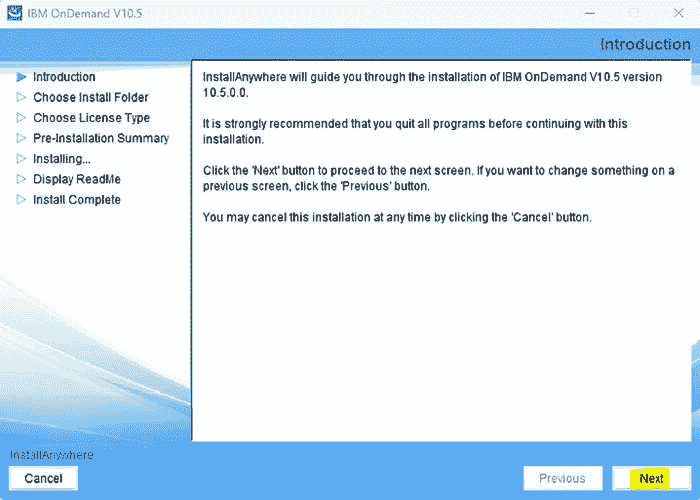 IBM OnDemand V10.5
Introduction
Introduction
Choose Install Folder
Choose License Type
Pre-Installation Summary
Installing...
Display ReadMe
Install Complete
InstallAnywhere will guide you through the installation of IBM OnDemand V10.5 version
10.5.0.0.
It is strongly recommended that you quit all programs before continuing with this
installation.
Click the 'Next' button to proceed to the next screen. If you want to change something on a
previous screen, click the 'Previous' button.
You may cancel this installation at any time by clicking the 'Cancel' button.
InstallAnywhere
Cancel
Previous
Next